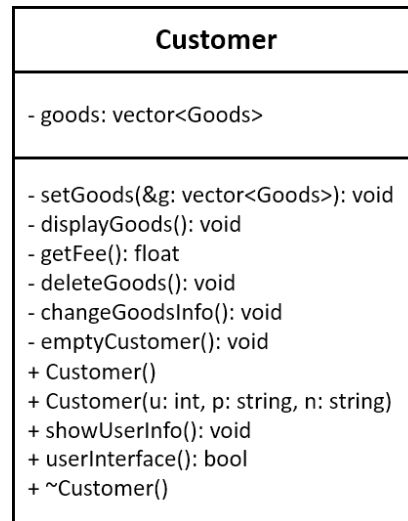 Customer
- goods: vector<Goods>
- setGoods(&g: vector<Goods>): void
- displayGoods(): void
- getFee(): float
- deleteGoods(): void
- changeGoodsInfo(): void
- emptyCustomer(): void
+ Customer()
+ Customer(u: int, p: string, n: string)
+ showUserInfo(): void
+ userInterface(): bool
+ ~Customer()